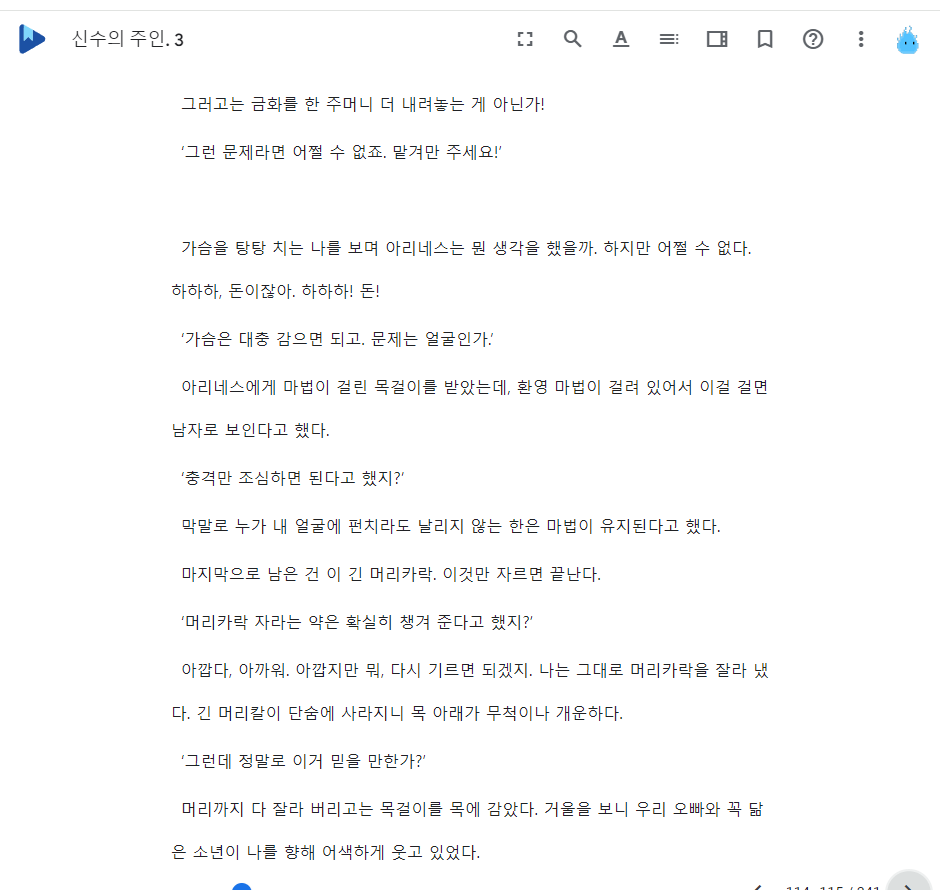 신수의 주인. 3
그러고는 금화를 한 주머니 더 내려놓는 게 아닌가!
‘그런 문제라면 어쩔 수 없죠. 맡겨만 주세요!’
가슴을 탕탕 치는 나를 보며 아리네스는 뭔 생각을 했을까. 하지만 어쩔 수 없다.
하하하, 돈이잖아. 하하하! 돈!
‘가슴은 대충 감으면 되고. 문제는 얼굴인가.’
아리네스에게 마법이 걸린 목걸이를 받았는데, 환영 마법이 걸려 있어서 이걸 걸면
남자로 보인다고 했다.
‘충격만 조심하면 된다고 했지?’
막말로 누가 내 얼굴에 펀치라도 날리지 않는 한은 마법이 유지된다고 했다.
마지막으로 남은 건 이 긴 머리카락. 이것만 자르면 끝난다.
‘머리카락 자라는 약은 확실히 챙겨 준다고 했지?’
아깝다, 아까워. 아깝지만 뭐, 다시 기르면 되겠지. 나는 그대로 머리카락을 잘라 냈
다. 긴 머리칼이 단숨에 사라지니 목 아래가 무척이나 개운하다.
‘그런데 정말로 이거 믿을 만한가?’
머리까지 다 잘라 버리고는 목걸이를 목에 감았다. 거울을 보니 우리 오빠와 꼭 닮
은 소년이 나를 향해 어색하게 웃고 있었다.